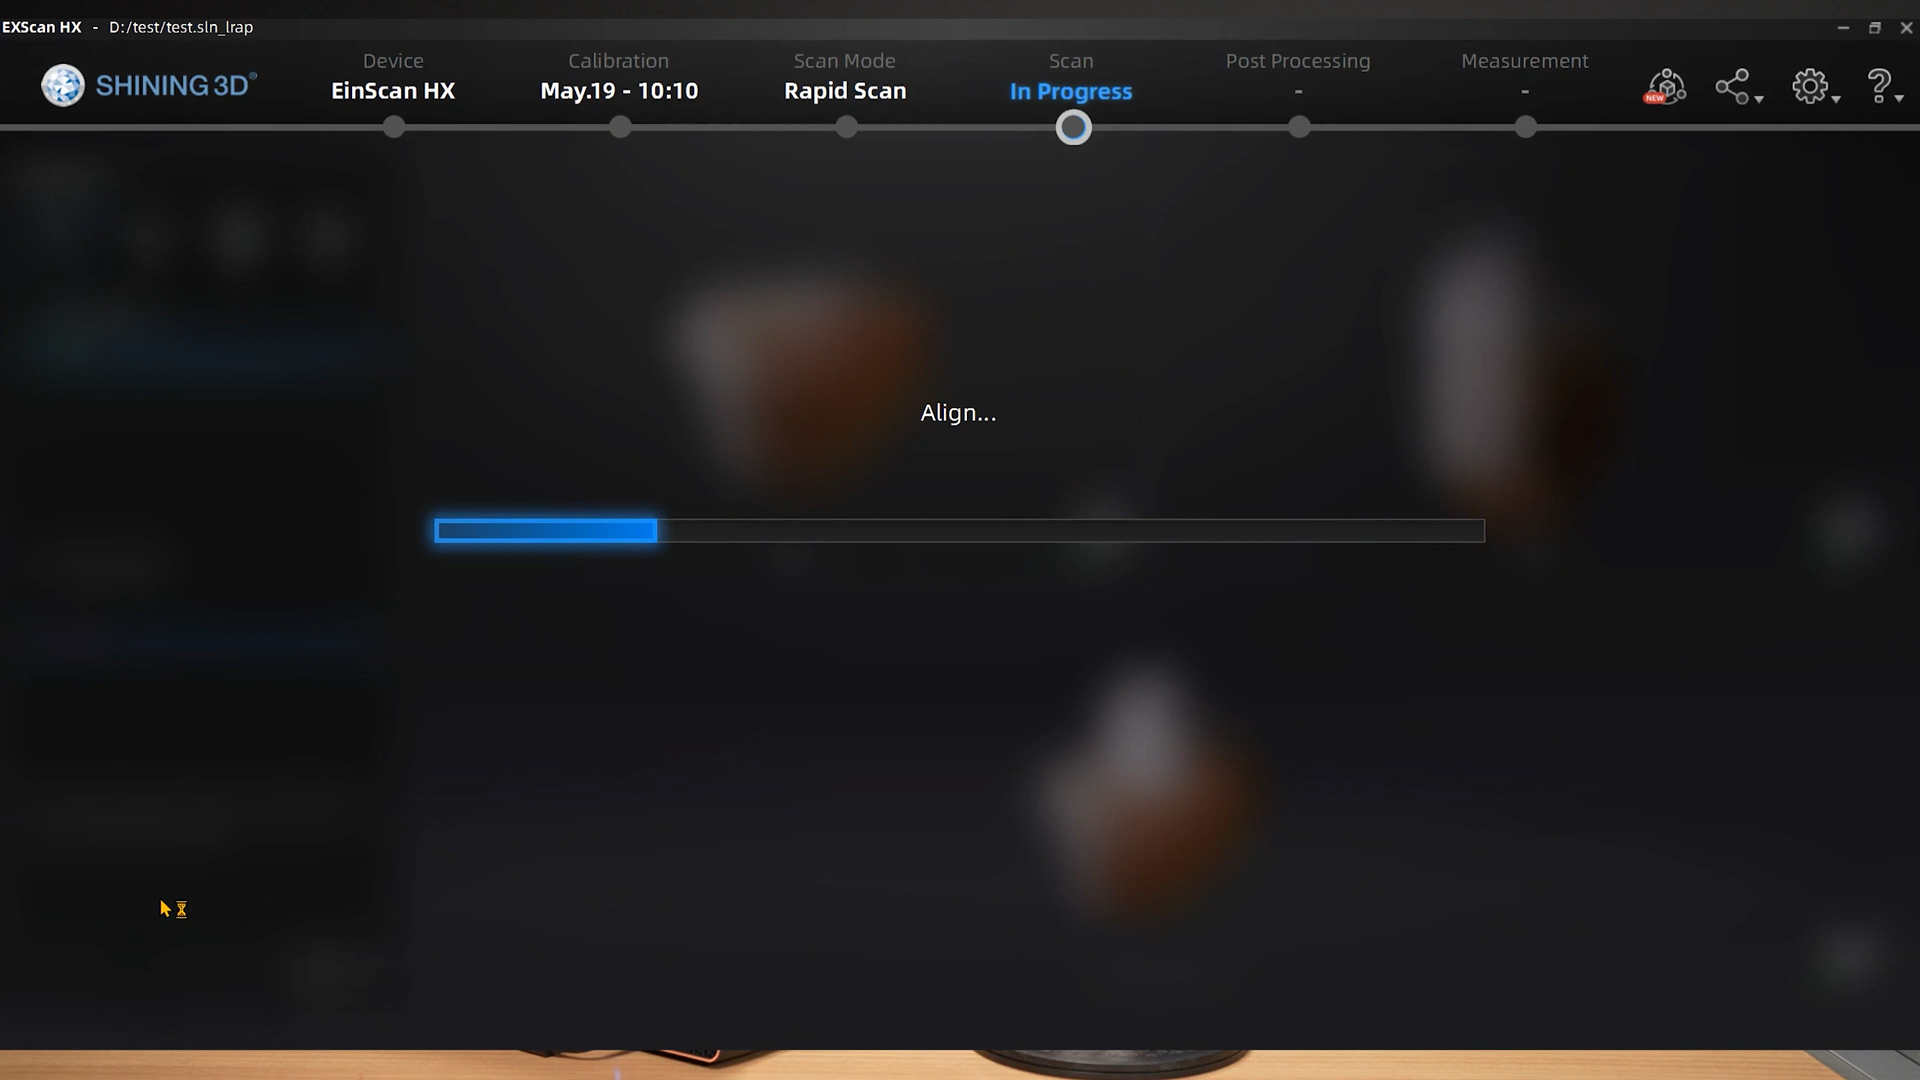 EXScan HX - D:/test/test.sln_lrap
SHINING 3D®
Device
EinScan HX
Calibration
May.19 - 10:10
Scan Mode
Rapid Scan
Scan
In Progress
Post Processing
-
Measurement
-
NEW
?
Align...